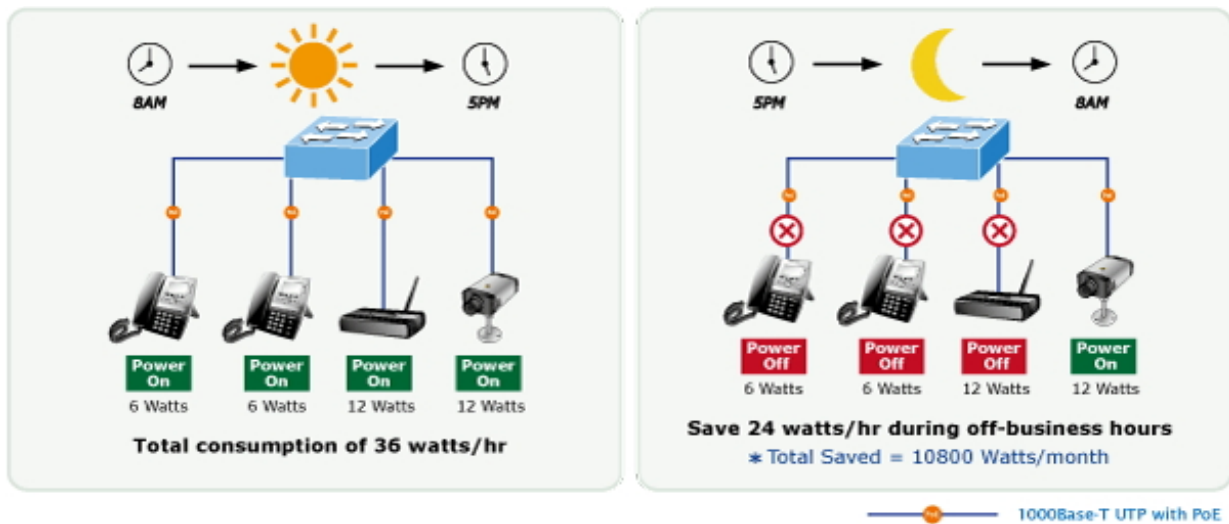 8AM
5PM
Power On
6 Watts
Power On
6 Watts
Power On
12 Watts
Power On
12 Watts
Total consumption of 36 watts/hr
5PM
8AM
Power Off
6 Watts
Power Off
6 Watts
Power Off
12 Watts
Power On
12 Watts
Save 24 watts/hr during off-business hours
* Total Saved = 10800 Watts/month
PoE
1000Base-T UTP with PoE